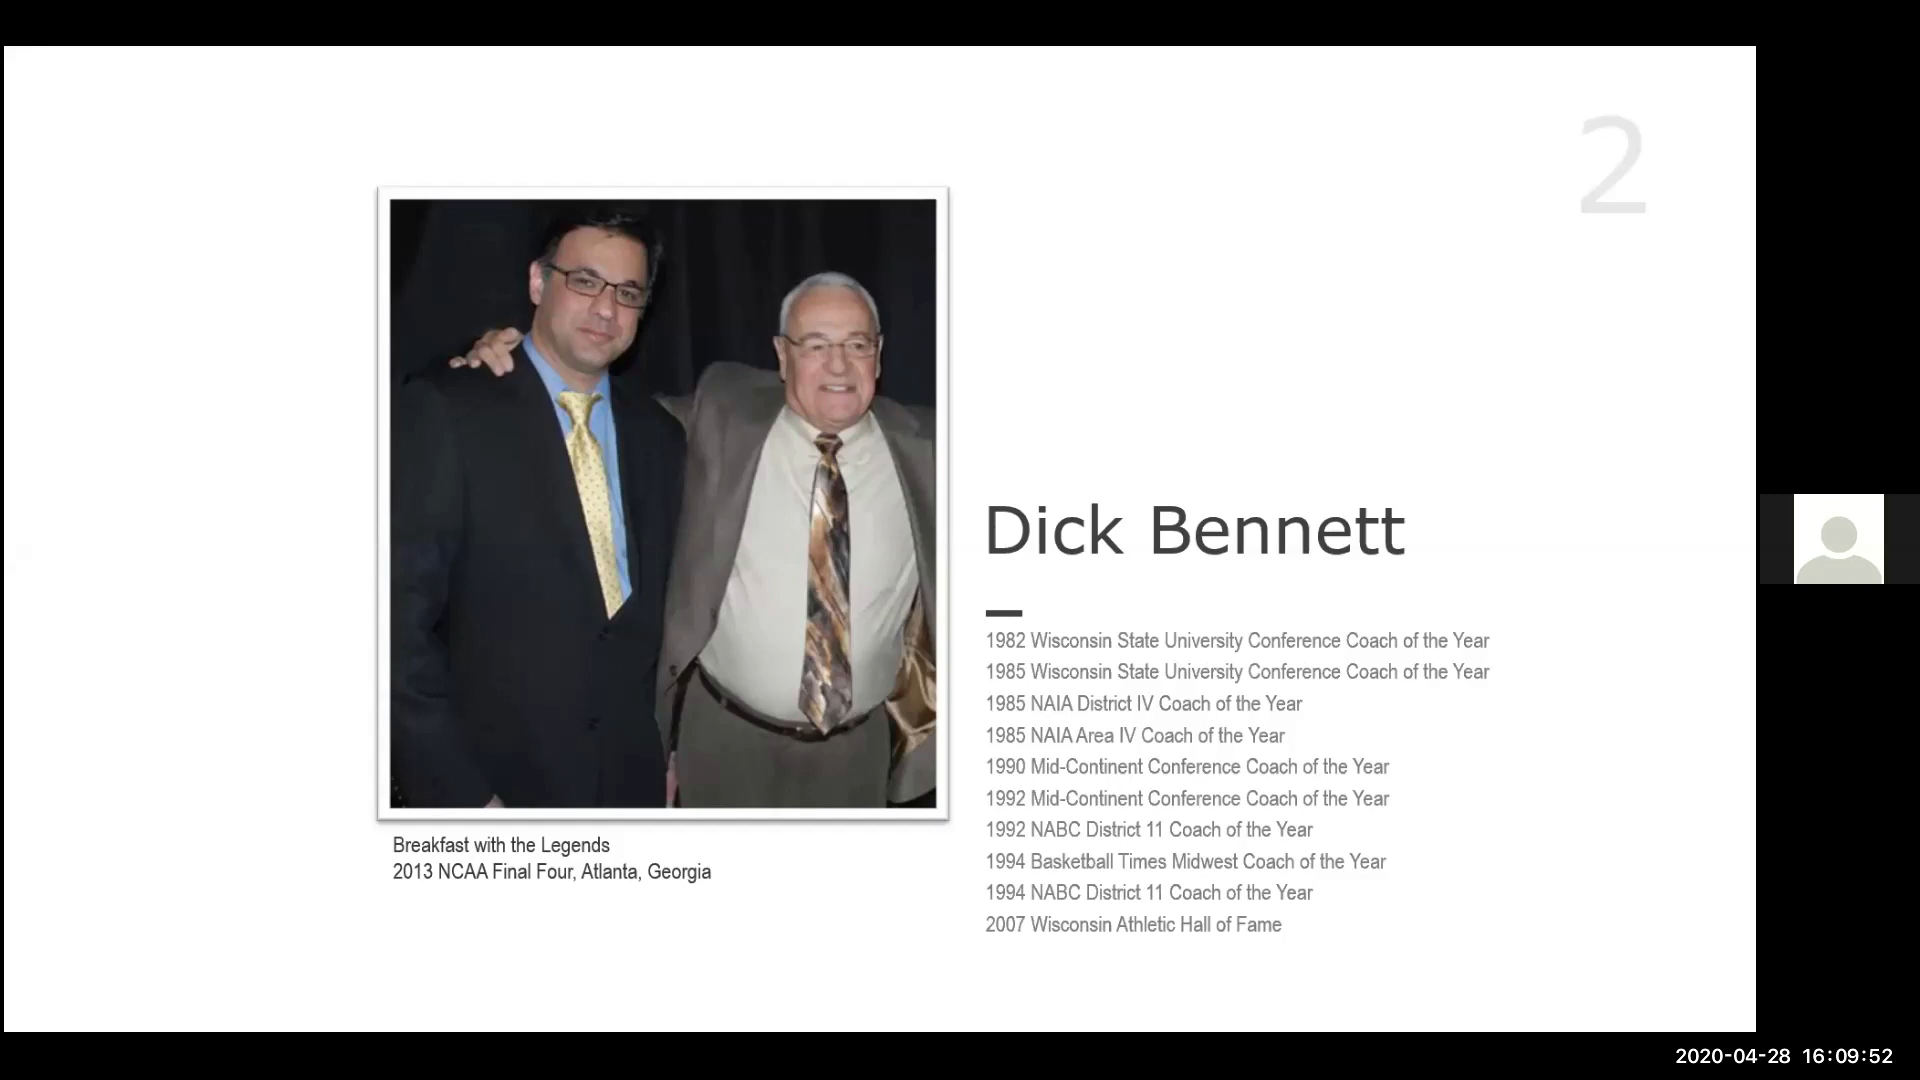 2
Dick Bennett
1982 Wisconsin State University Conference Coach of the Year
1985 Wisconsin State University Conference Coach of the Year
1985 NAIA District IV Coach of the Year
1985 NAIA Area IV Coach of the Year
1990 Mid-Continent Conference Coach of the Year
1992 Mid-Continent Conference Coach of the Year
1992 NABC District 11 Coach of the Year
1994 Basketball Times Midwest Coach of the Year
1994 NABC District 11 Coach of the Year
2007 Wisconsin Athletic Hall of Fame
Breakfast with the Legends
2013 NCAA Final Four, Atlanta, Georgia
2020-04-28 16:09:52